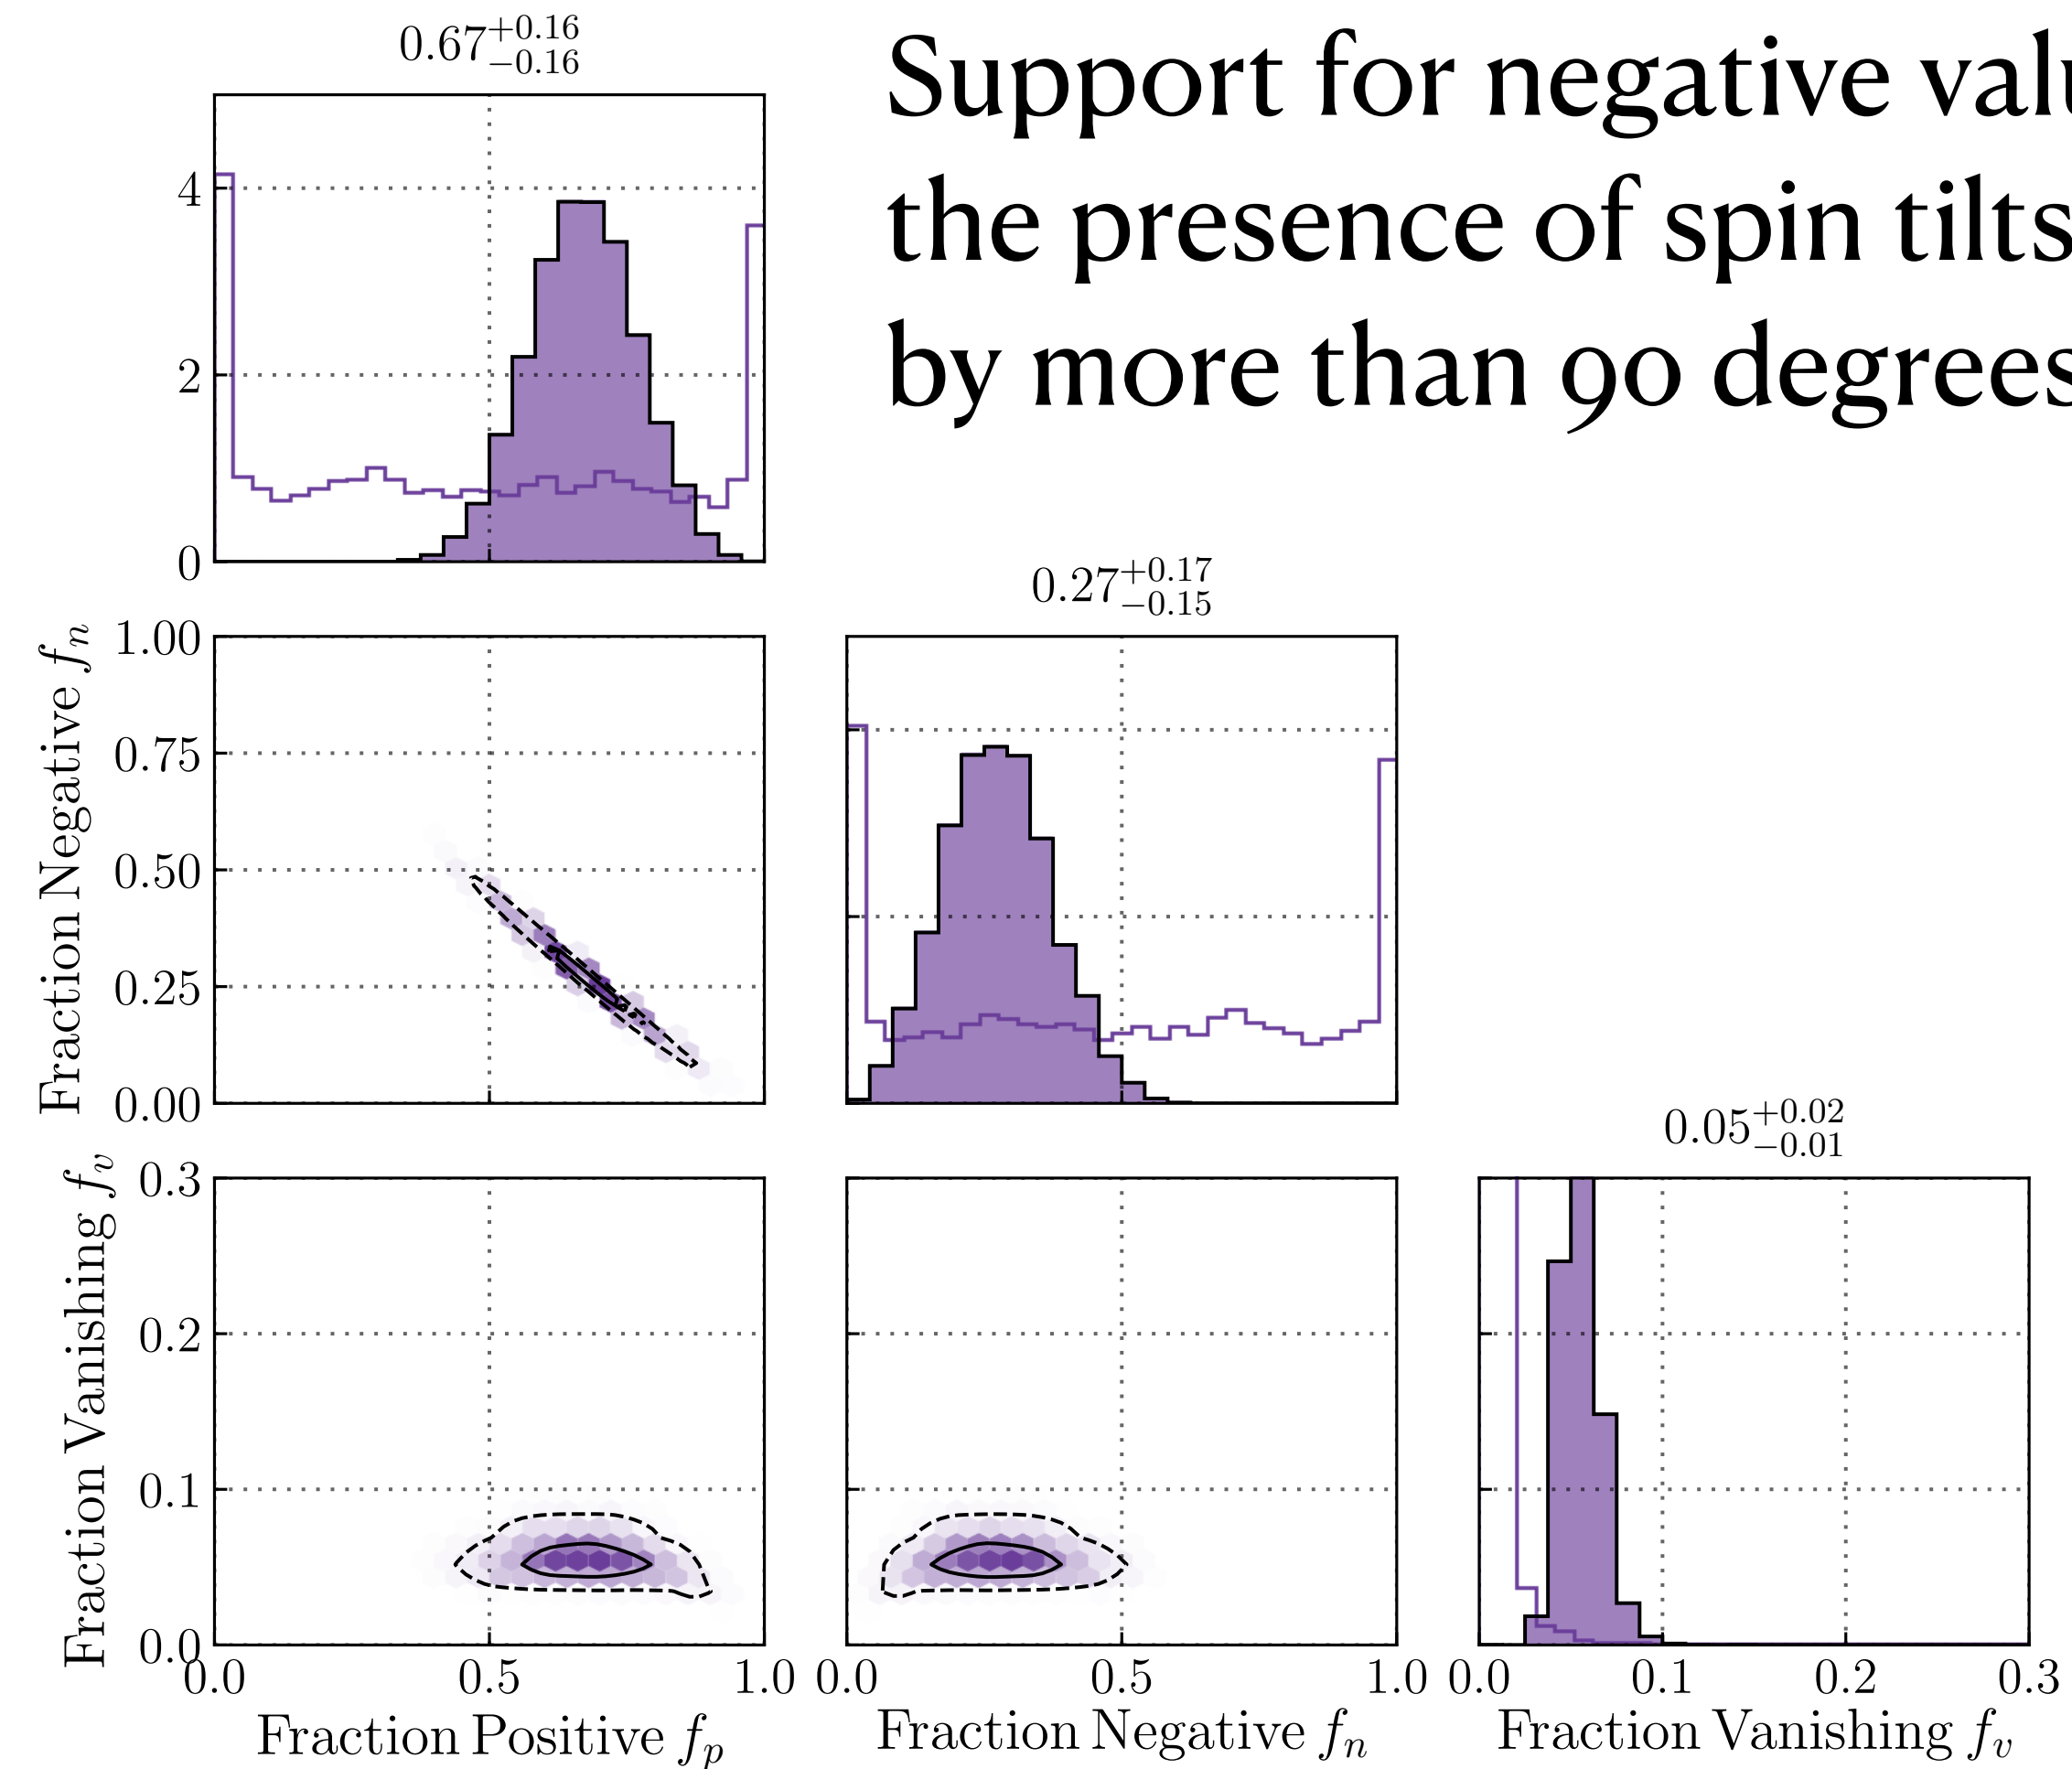 0.67+0.16−0.16
Support for negative
the presence of spin tilts
by more than 90 degrees
4
2
0
0.27+0.17−0.15
Fraction Negative fn
1.00
0.75
0.50
0.25
0.00
0.05+0.02−0.01
Fraction Vanishing fv
0.3
0.2
0.1
0.0
0.0 0.5 1.0 0.0 0.5 1.0 0.0 0.1 0.2 0.3
Fraction Positive fp Fraction Negative fn Fraction Vanishing fv